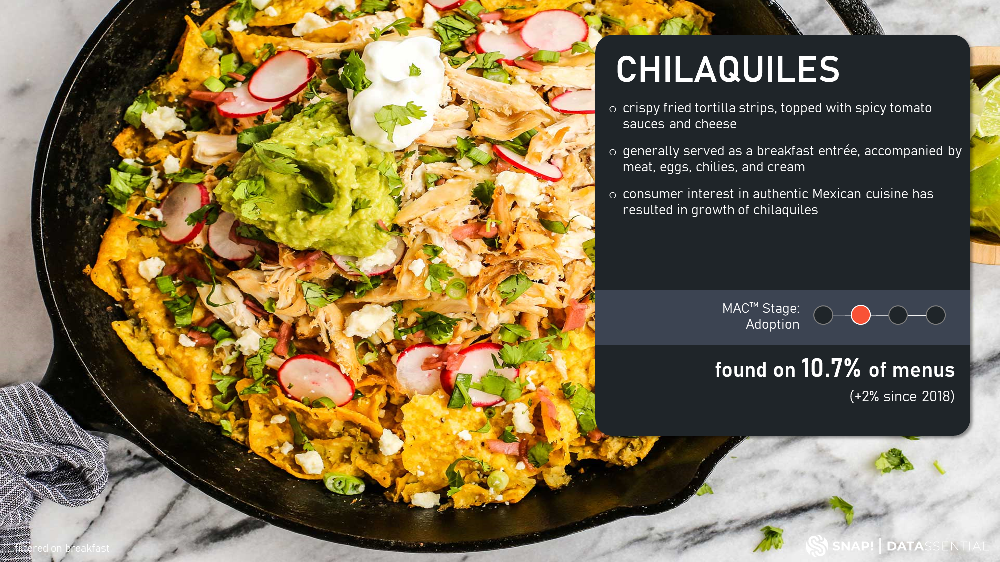 CHILAQUILES
o crispy fried tortilla strips, topped with spicy tomato
sauces and cheese
o generally served as a breakfast entrée, accompanied by
meat, eggs, chilies, and cream
o consumer interest in authentic Mexican cuisine has
resulted in growth of chilaquiles
MAC™ Stage:
Adoption
found on 10.7% of menus
(+2% since 2018)
filtered on breakfast
SNAP! | DATASSENTIAL